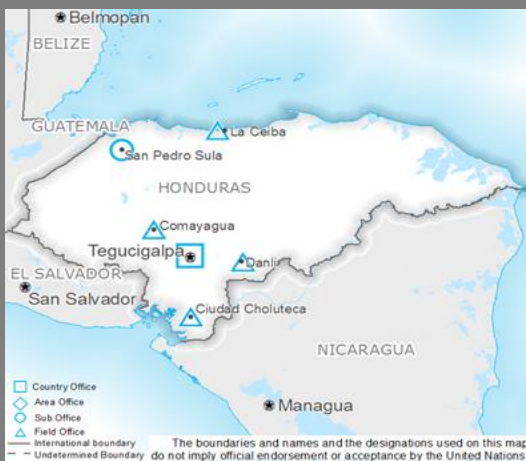 Belmopan
BELIZE
GUATEMALA
La Ceiba
San Pedro Sula
HONDURAS
Comayagua
Tegucigalpa
Danli
EL SALVADOR
San Salvador
Ciudad Choluteca
NICARAGUA
Managua
Country Office
Area Office
Sub Office
Field Office
International boundary
Undetermined Boundary
The boundaries and names and the designations used on this map
do not imply official endorsement or acceptance by the United Nations